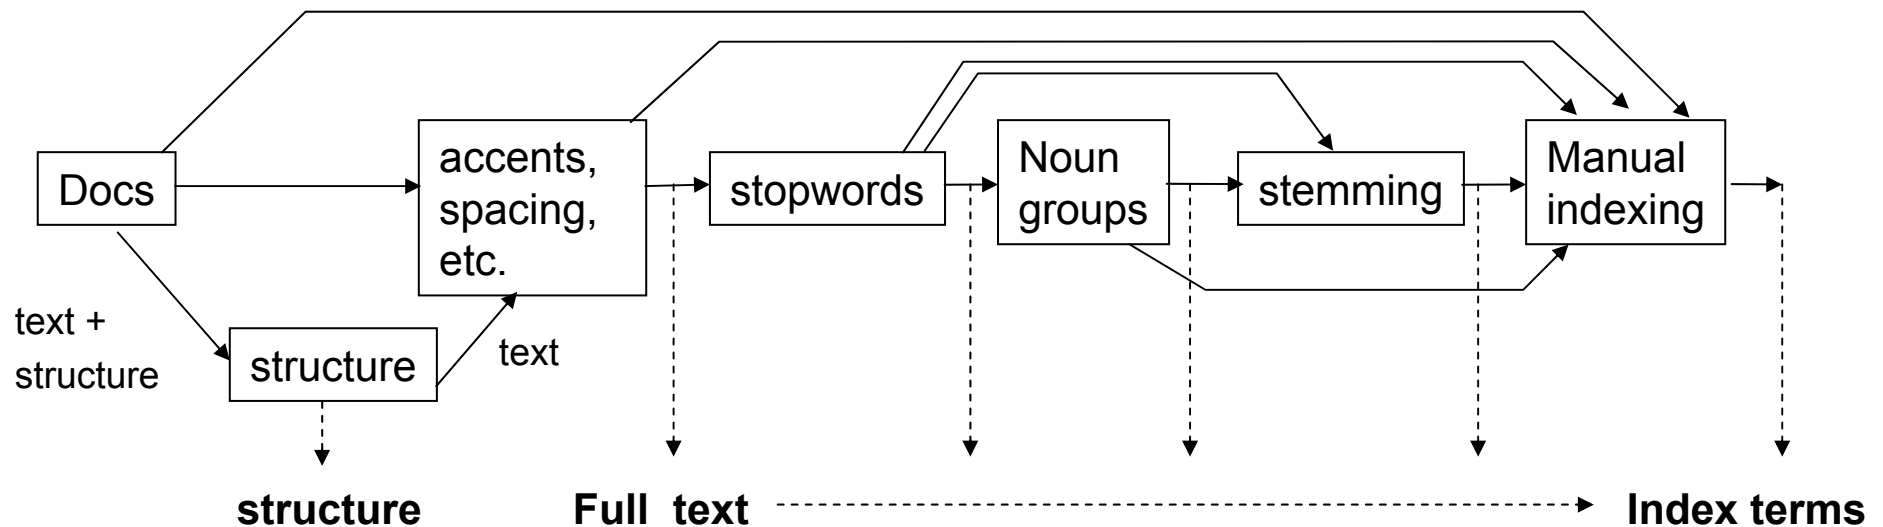 Docs
accents,
spacing,
etc.
stopwords
Noun
groups
stemming
Manual
indexing
text +
structure
structure
text
structure
Full text
Index terms